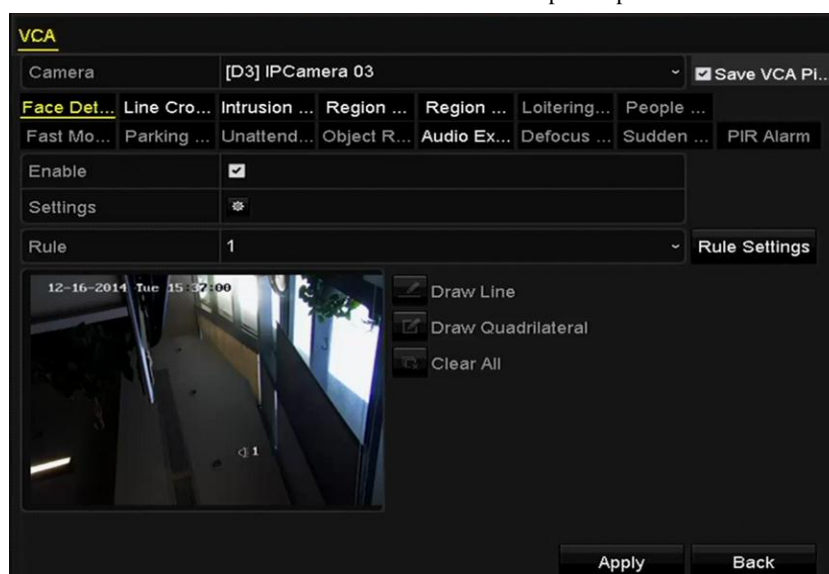 VCA
Camera [D3] IPCamera 03 Save VCA Pi..
Face Det... Line Cro... Intrusion ... Region ... Region ... Loitering... People ...
Fast Mo... Parking ... Unattend... Object R... Audio Ex... Defocus ... Sudden ... PIR Alarm
Enable
Settings
Rule 1 Rule Settings
12-16-2014 Tue 15:37:00
Draw Line
Draw Quadrilateral
Clear All
1
Apply Back